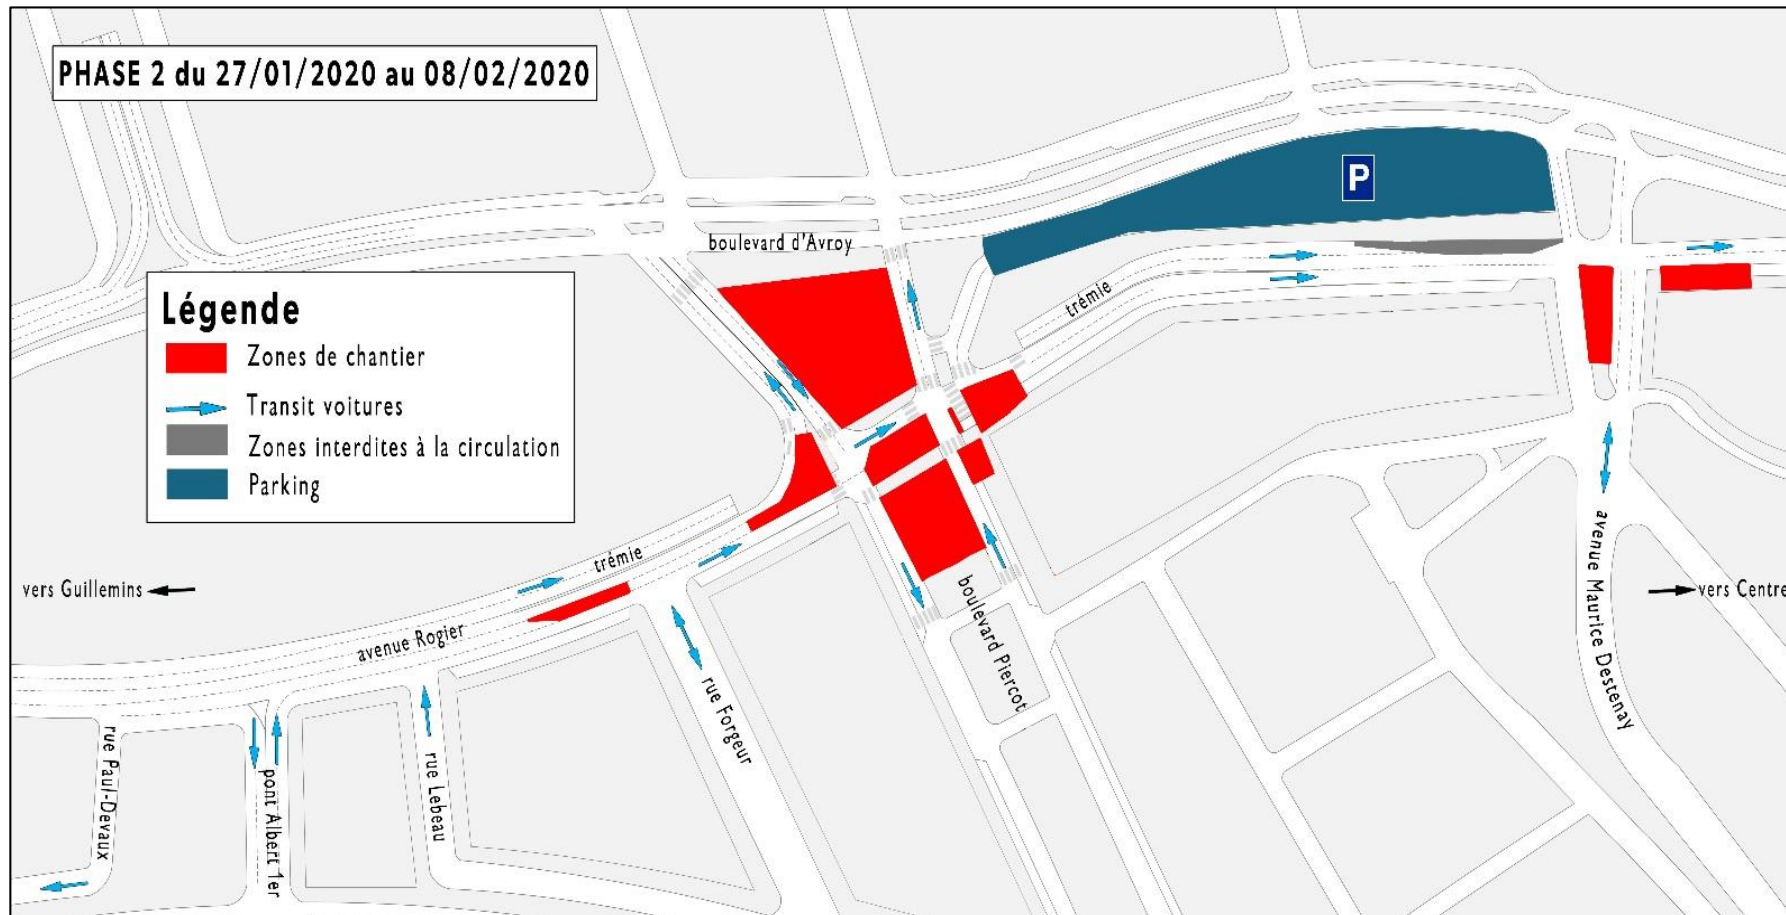 PHASE 2 du 27/01/2020 au 08/02/2020
P
boulevard d'Avroy
Légende
Zones de chantier
Transit voitures
Zones interdites à la circulation
Parking
trémie
trémie
vers Guillemins
avenue Rogier
boulevard Piercot
avenue Maurice Destenay
vers Centre
rue Forgeur
rue Paul-Devaux
pont Albert 1er
rue Lebeau